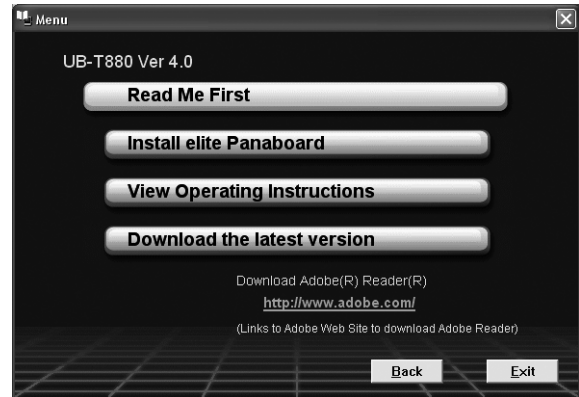 Menu
UB-T880 Ver 4.0
Read Me First
Install elite Panaboard
View Operating Instructions
Download the latest version
Download Adobe(R) Reader(R)
http://www.adobe.com/
(Links to Adobe Web Site to download Adobe Reader)
Back Exit